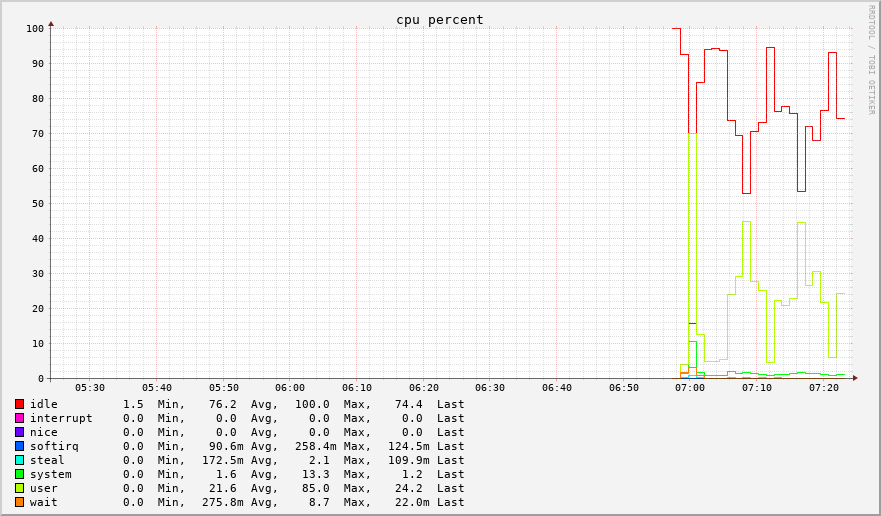 cpu percent
RRDTOOL / TOBI OETIKER
100
90
80
70
60
50
40
30
20
10
0
05:30 05:40 05:50 06:00 06:10 06:20 06:30 06:40 06:50 07:00 07:10 07:20
idle 1.5 Min, 76.2 Avg, 100.0 Max, 74.4 Last
interrupt 0.0 Min, 0.0 Avg, 0.0 Max, 0.0 Last
nice 0.0 Min, 0.0 Avg, 0.0 Max, 0.0 Last
softirq 0.0 Min, 90.6m Avg, 258.4m Max, 124.5m Last
steal 0.0 Min, 172.5m Avg, 2.1 Max, 109.9m Last
system 0.0 Min, 1.6 Avg, 13.3 Max, 1.2 Last
user 0.0 Min, 21.6 Avg, 85.0 Max, 24.2 Last
wait 0.0 Min, 275.8m Avg, 8.7 Max, 22.0m Last